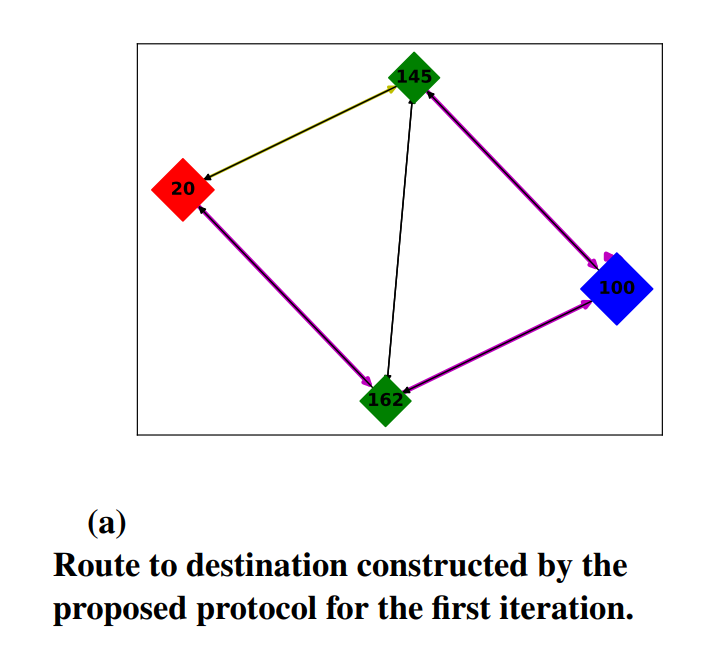 145
20
100
162
(a)
Route to destination constructed by the
proposed protocol for the first iteration.